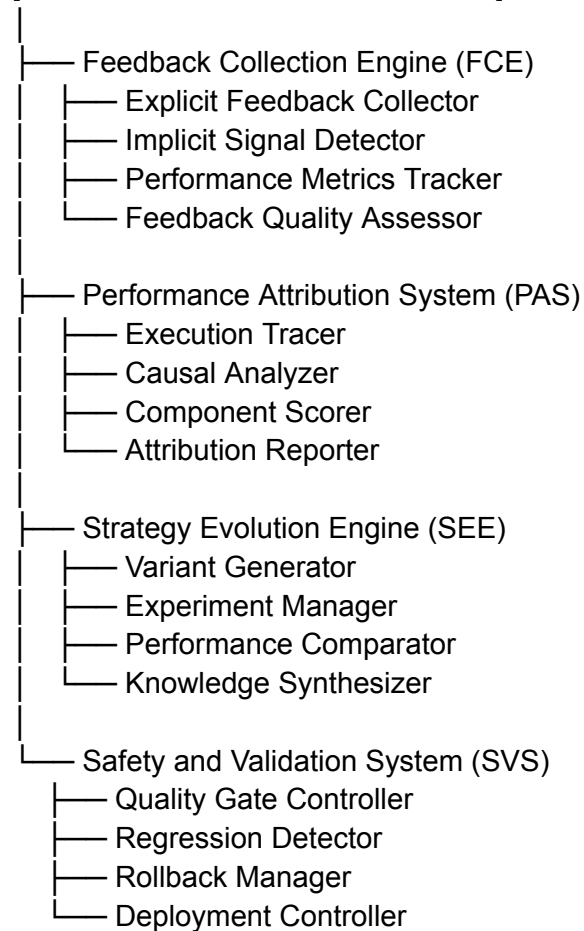 Feedback Collection Engine (FCE)
Explicit Feedback Collector
Implicit Signal Detector
Performance Metrics Tracker
Feedback Quality Assessor
Performance Attribution System (PAS)
Execution Tracer
Causal Analyzer
Component Scorer
Attribution Reporter
Strategy Evolution Engine (SEE)
Variant Generator
Experiment Manager
Performance Comparator
Knowledge Synthesizer
Safety and Validation System (SVS)
Quality Gate Controller
Regression Detector
Rollback Manager
Deployment Controller